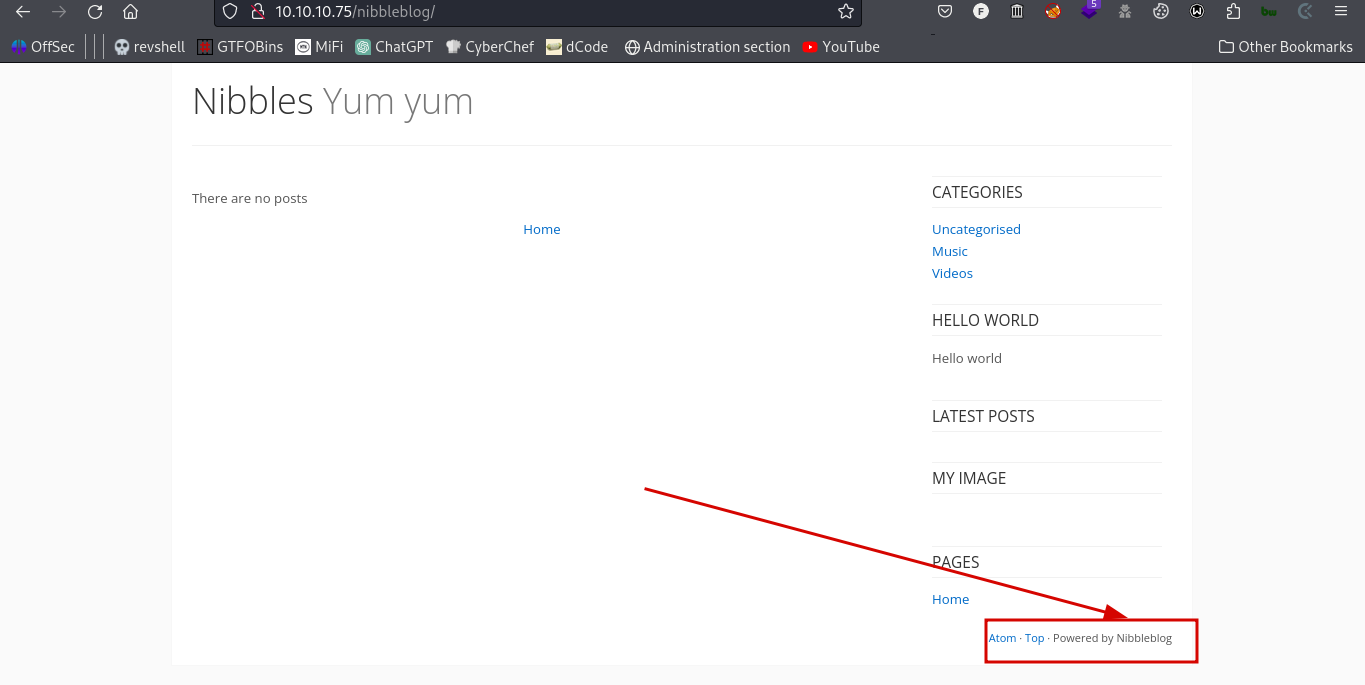 10.10.10.75/nibbleblog/
5
OffSec revshell GTFOBins MiFi ChatGPT CyberChef dCode Administration section YouTube Other Bookmarks
Nibbles Yum yum
There are no posts
Home
CATEGORIES
Uncategorised
Music
Videos
HELLO WORLD
Hello world
LATEST POSTS
MY IMAGE
PAGES
Home
Atom · Top · Powered by Nibbleblog